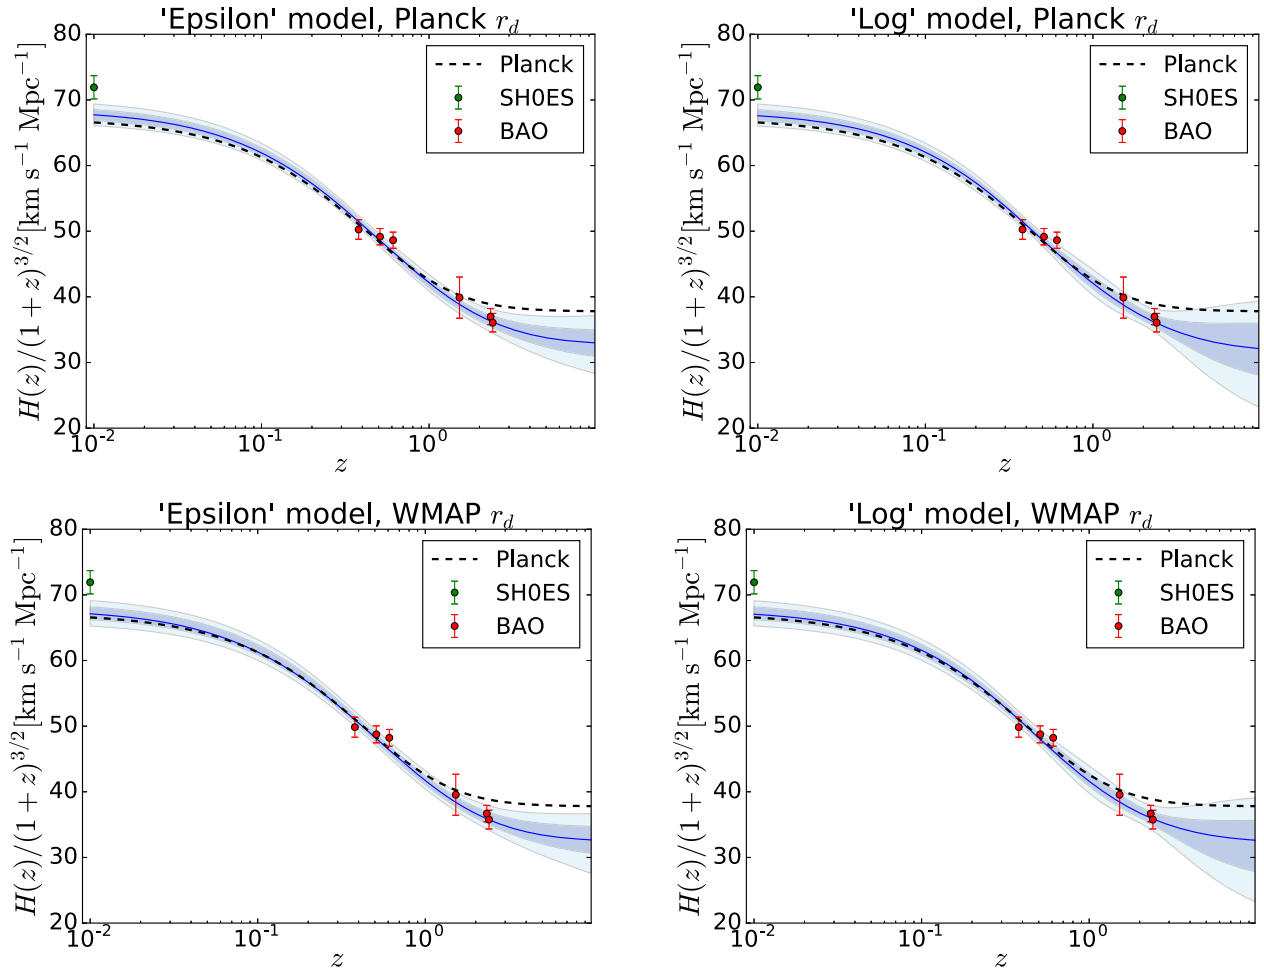 'Epsilon' model, Planck r_d
80
70
60
50
40
30
20
H(z)/(1 + z)^{3/2}[km s^{-1} Mpc^{-1}]
Planck
SH0ES
BAO
10^{-2} 10^{-1} 10^{0}
z
'Log' model, Planck r_d
80
70
60
50
40
30
20
H(z)/(1 + z)^{3/2}[km s^{-1} Mpc^{-1}]
Planck
SH0ES
BAO
10^{-2} 10^{-1} 10^{0}
z
'Epsilon' model, WMAP r_d
80
70
60
50
40
30
20
H(z)/(1 + z)^{3/2}[km s^{-1} Mpc^{-1}]
Planck
SH0ES
BAO
10^{-2} 10^{-1} 10^{0}
z
'Log' model, WMAP r_d
80
70
60
50
40
30
20
H(z)/(1 + z)^{3/2}[km s^{-1} Mpc^{-1}]
Planck
SH0ES
BAO
10^{-2} 10^{-1} 10^{0}
z